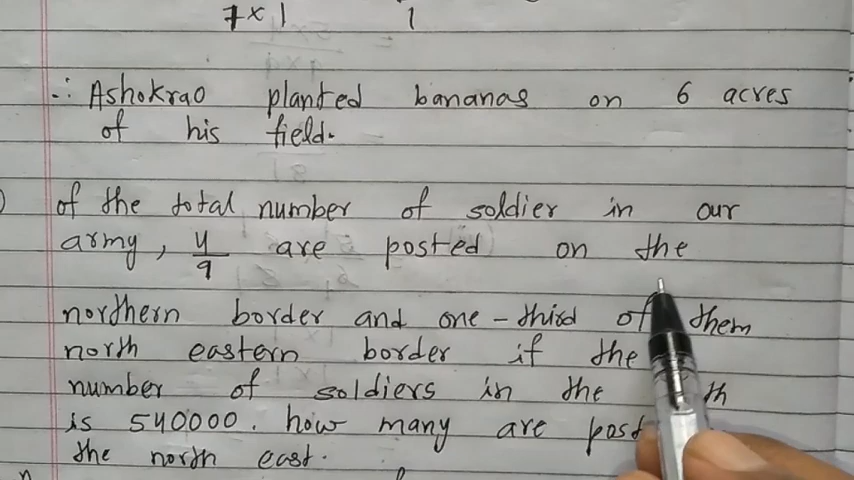 7 × 1 1
∴ Ashokrao planted bananas on 6 acres
of his field.
of the total number of soldier in our
army, 4/9 are posted on the
northern border and one-third of them
north eastern border if the
number of soldiers in the th
is 540000. how many are post
the north east.